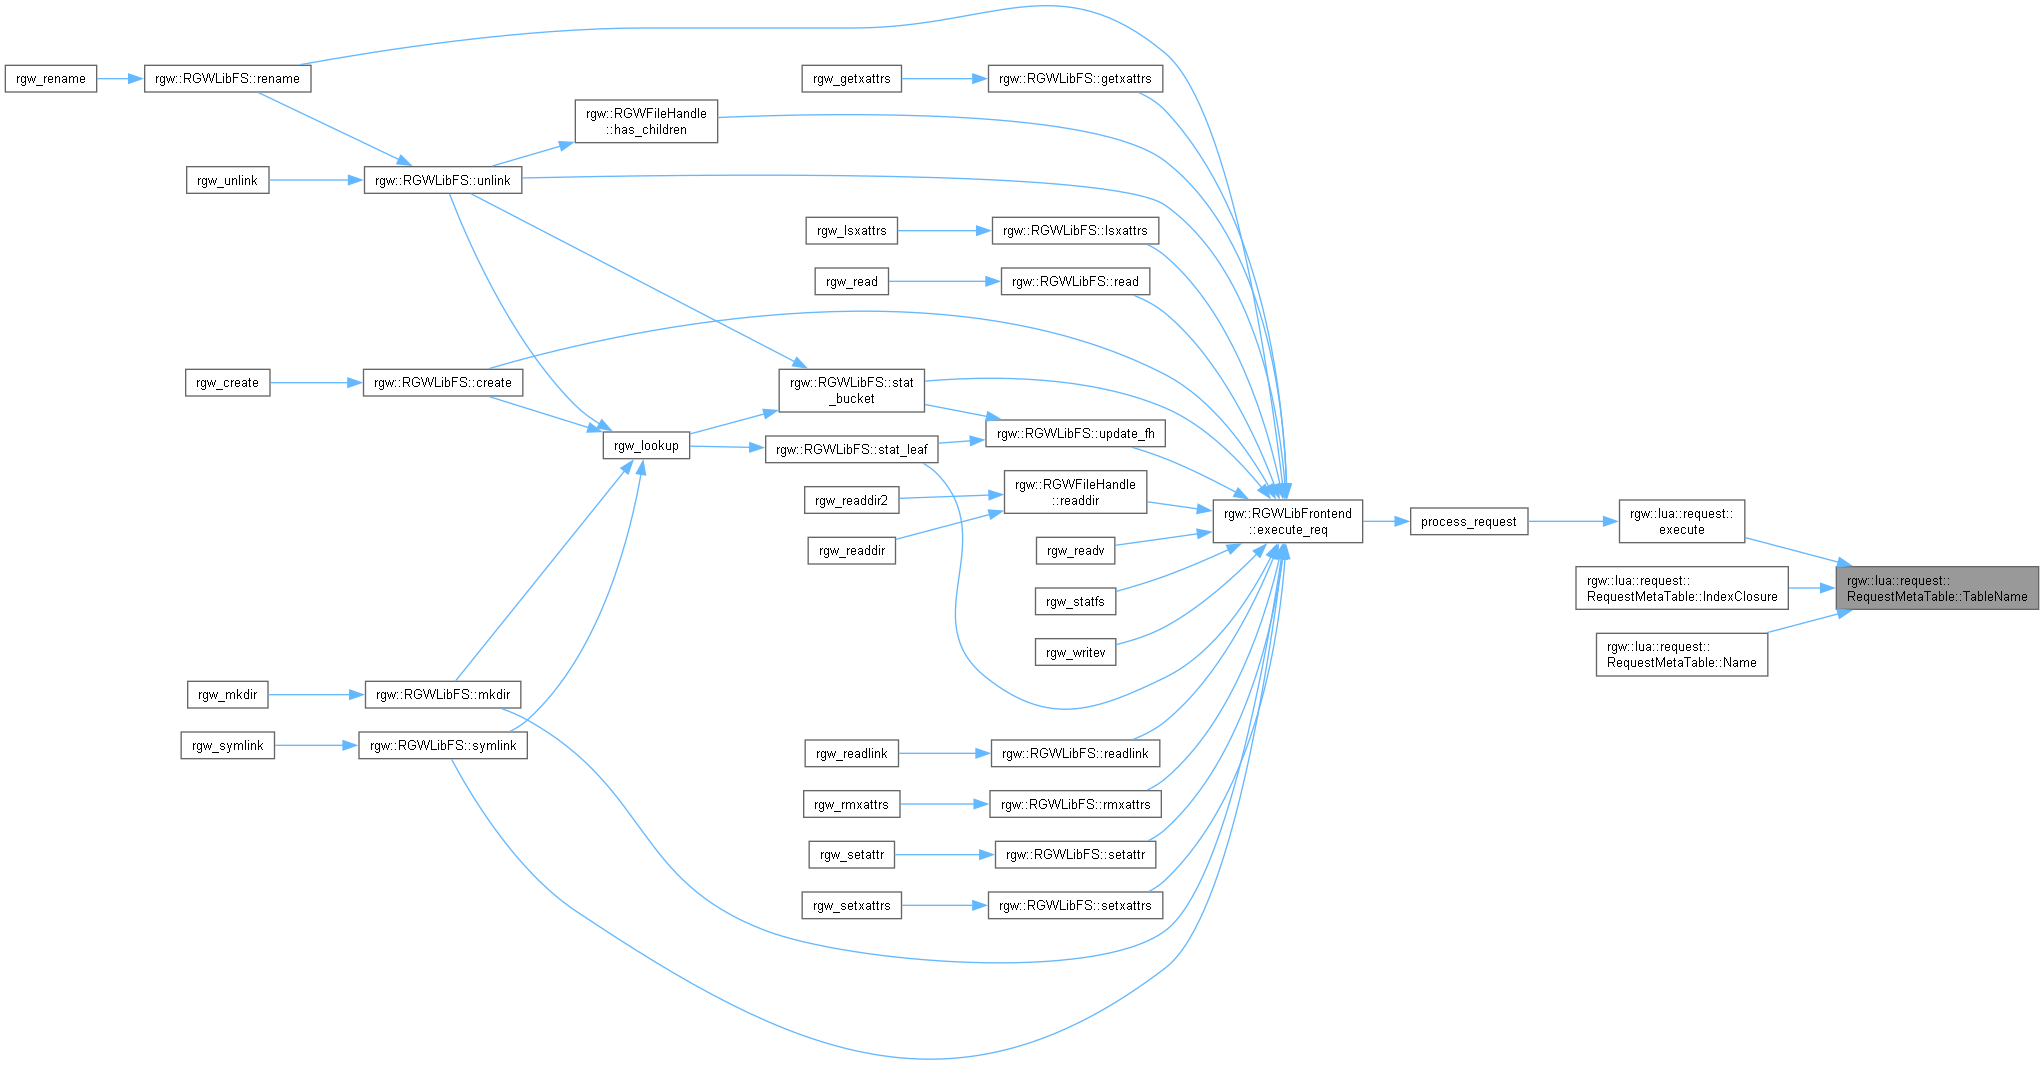 rgw_rename
rgw::RGWLibFS::rename
rgw_getxattrs
rgw::RGWLibFS::getxattrs
rgw::RGWFileHandle
::has_children
rgw_unlink
rgw::RGWLibFS::unlink
rgw_lsxattrs
rgw::RGWLibFS::lsxattrs
rgw_read
rgw::RGWLibFS::read
rgw_create
rgw::RGWLibFS::create
rgw::RGWLibFS::stat
_bucket
rgw_lookup
rgw::RGWLibFS::stat_leaf
rgw::RGWLibFS::update_fh
rgw_readdir2
rgw::RGWFileHandle
::readdir
rgw_readdir
rgw_readv
rgw_statfs
rgw_writev
rgw::RGWLibFrontend
::execute_req
process_request
rgw::lua::request::
execute
rgw::lua::request::
RequestMetaTable::IndexClosure
rgw::lua::request::
RequestMetaTable::TableName
rgw::lua::request::
RequestMetaTable::Name
rgw_mkdir
rgw::RGWLibFS::mkdir
rgw_symlink
rgw::RGWLibFS::symlink
rgw_readlink
rgw::RGWLibFS::readlink
rgw_rmxattrs
rgw::RGWLibFS::rmxattrs
rgw_setattr
rgw::RGWLibFS::setattr
rgw_setxattrs
rgw::RGWLibFS::setxattrs